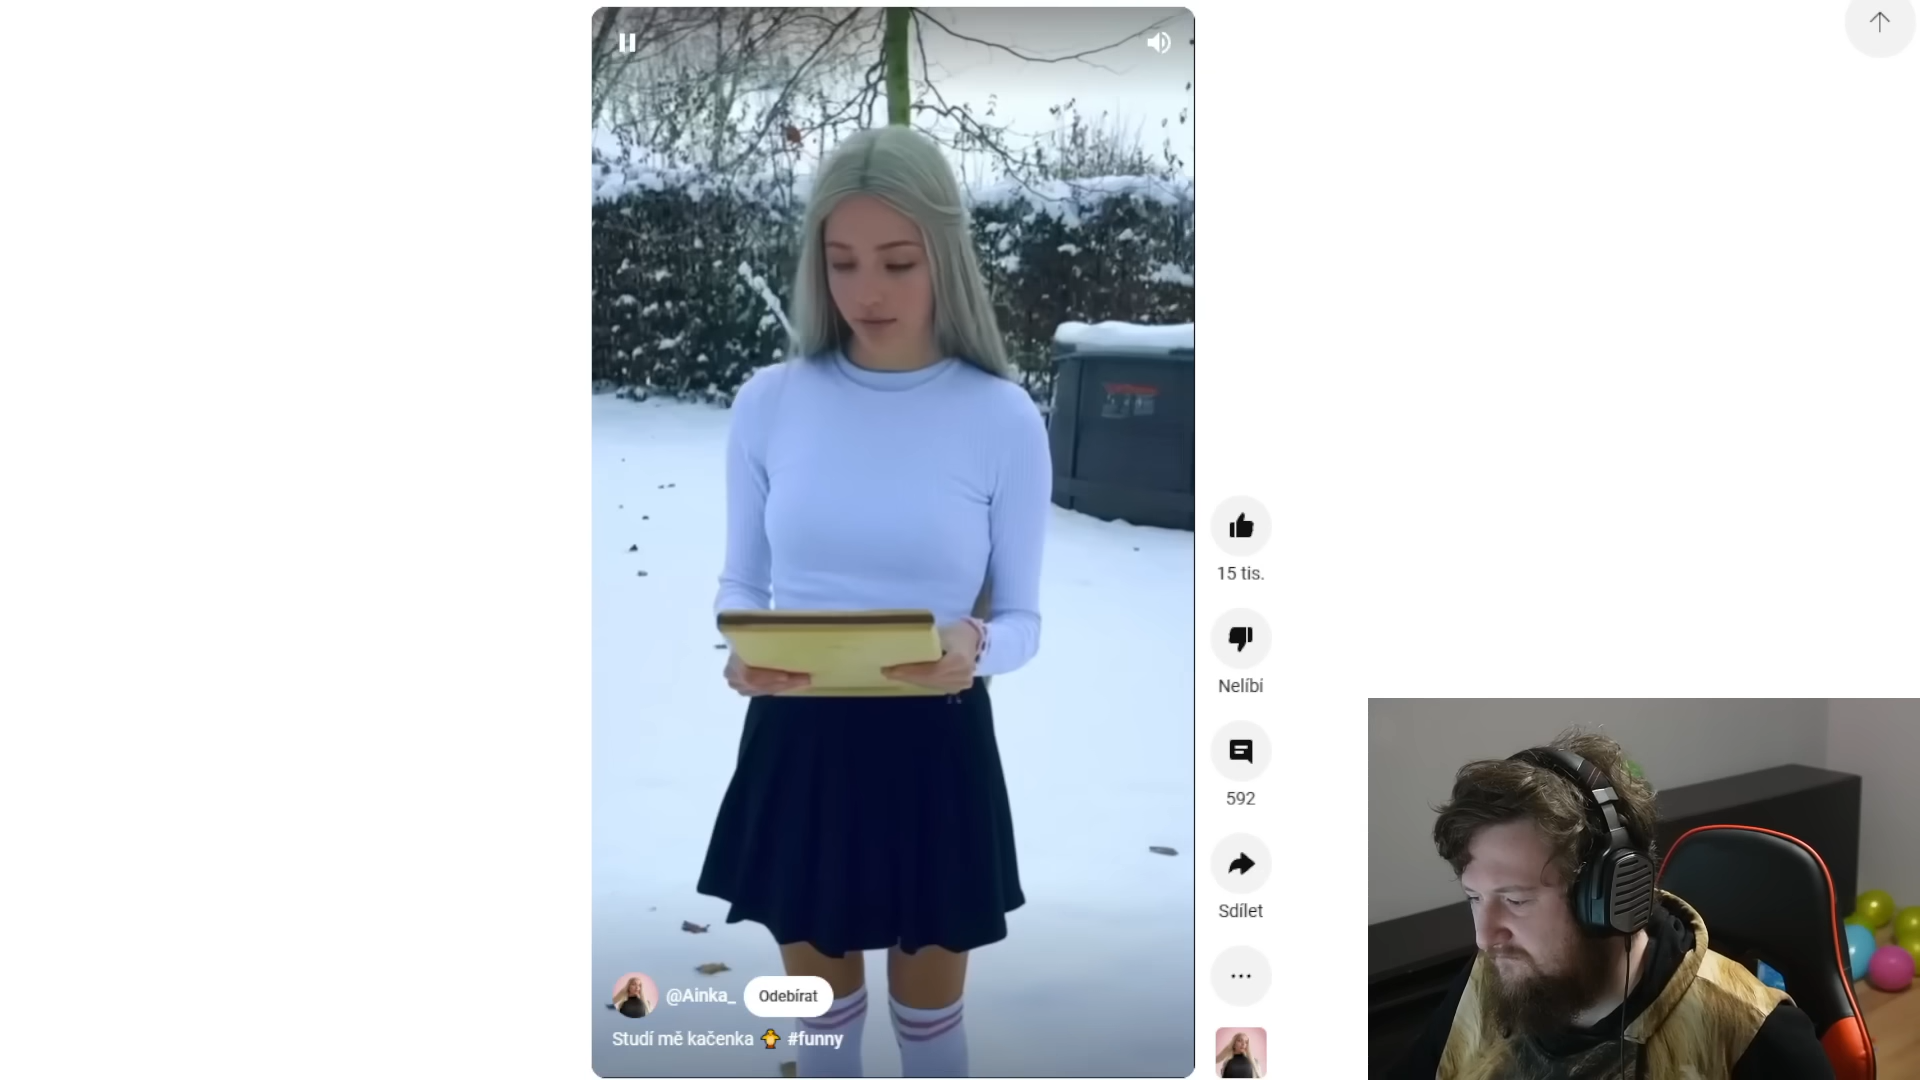 15 tis.
Nelíbí
592
Sdílet
@Ainka_ Odebírat
Studí mě kačenka #funny